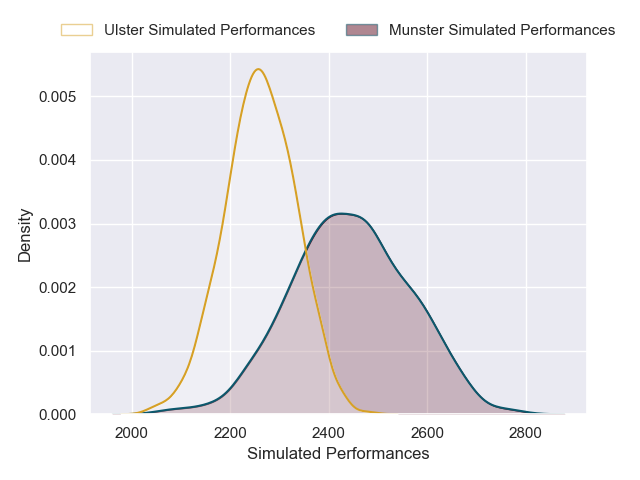 Ulster Simulated Performances Munster Simulated Performances
0.005
0.004
0.003
0.002
0.001
0.000
Density
2000 2200 2400 2600 2800
Simulated Performances